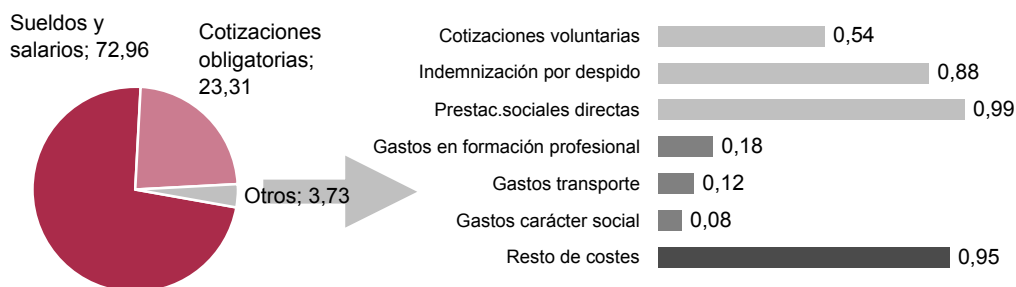 Sueldos y
salarios; 72,96
Cotizaciones
obligatorias;
23,31
Otros; 3,73
Cotizaciones voluntarias 0,54
Indemnización por despido 0,88
Prestac.sociales directas 0,99
Gastos en formación profesional 0,18
Gastos transporte 0,12
Gastos carácter social 0,08
Resto de costes 0,95